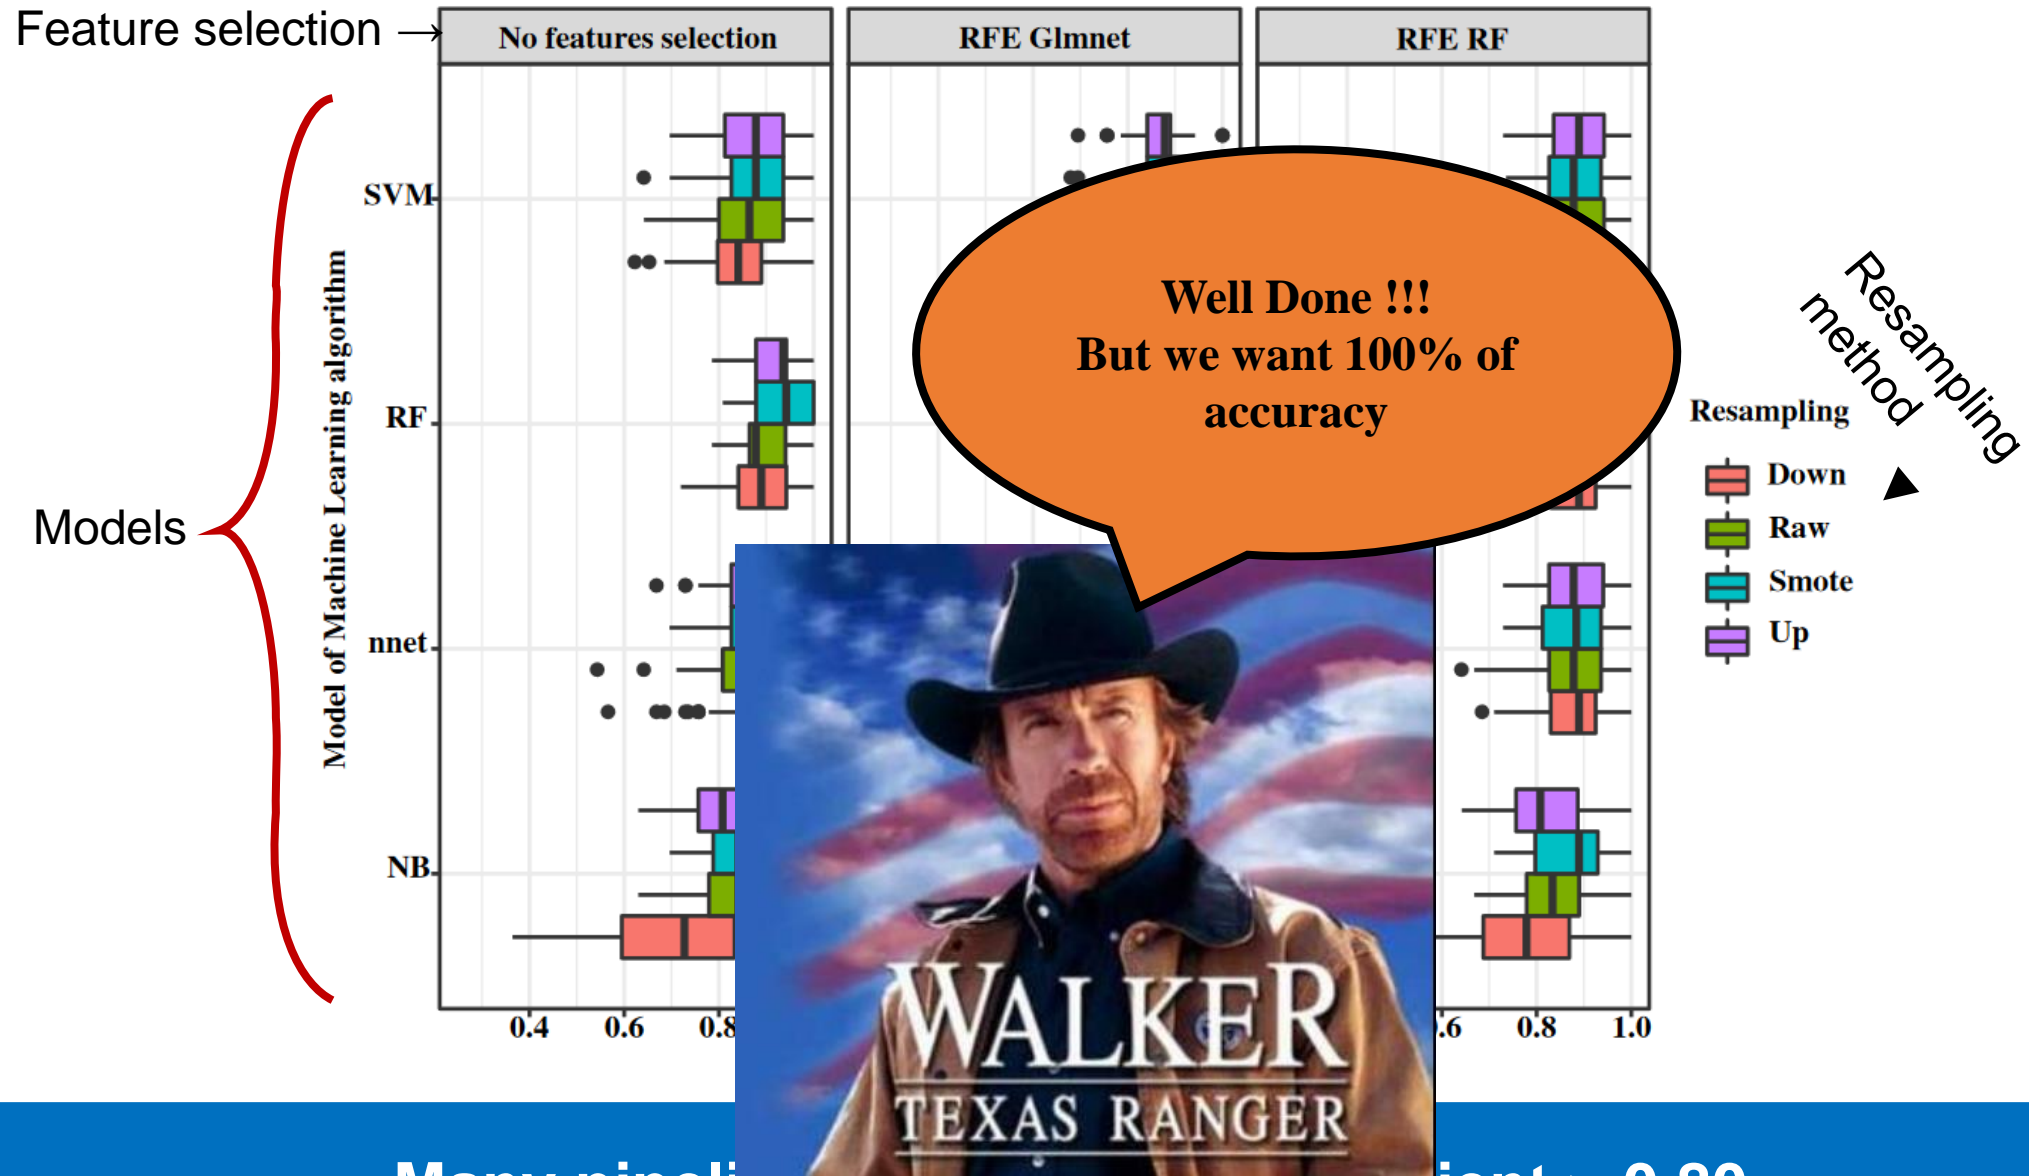 Feature selection →
No features selection
RFE Glmnet
RFE RF
Models
Model of Machine Learning algorithm
SVM
RF
nnet
NB
Well Done !!!
But we want 100% of
accuracy
Resampling
method
Resampling
Down
Raw
Smote
Up
0.4 0.6 0.8
0.8 1.0
WALKER
TEXAS RANGER